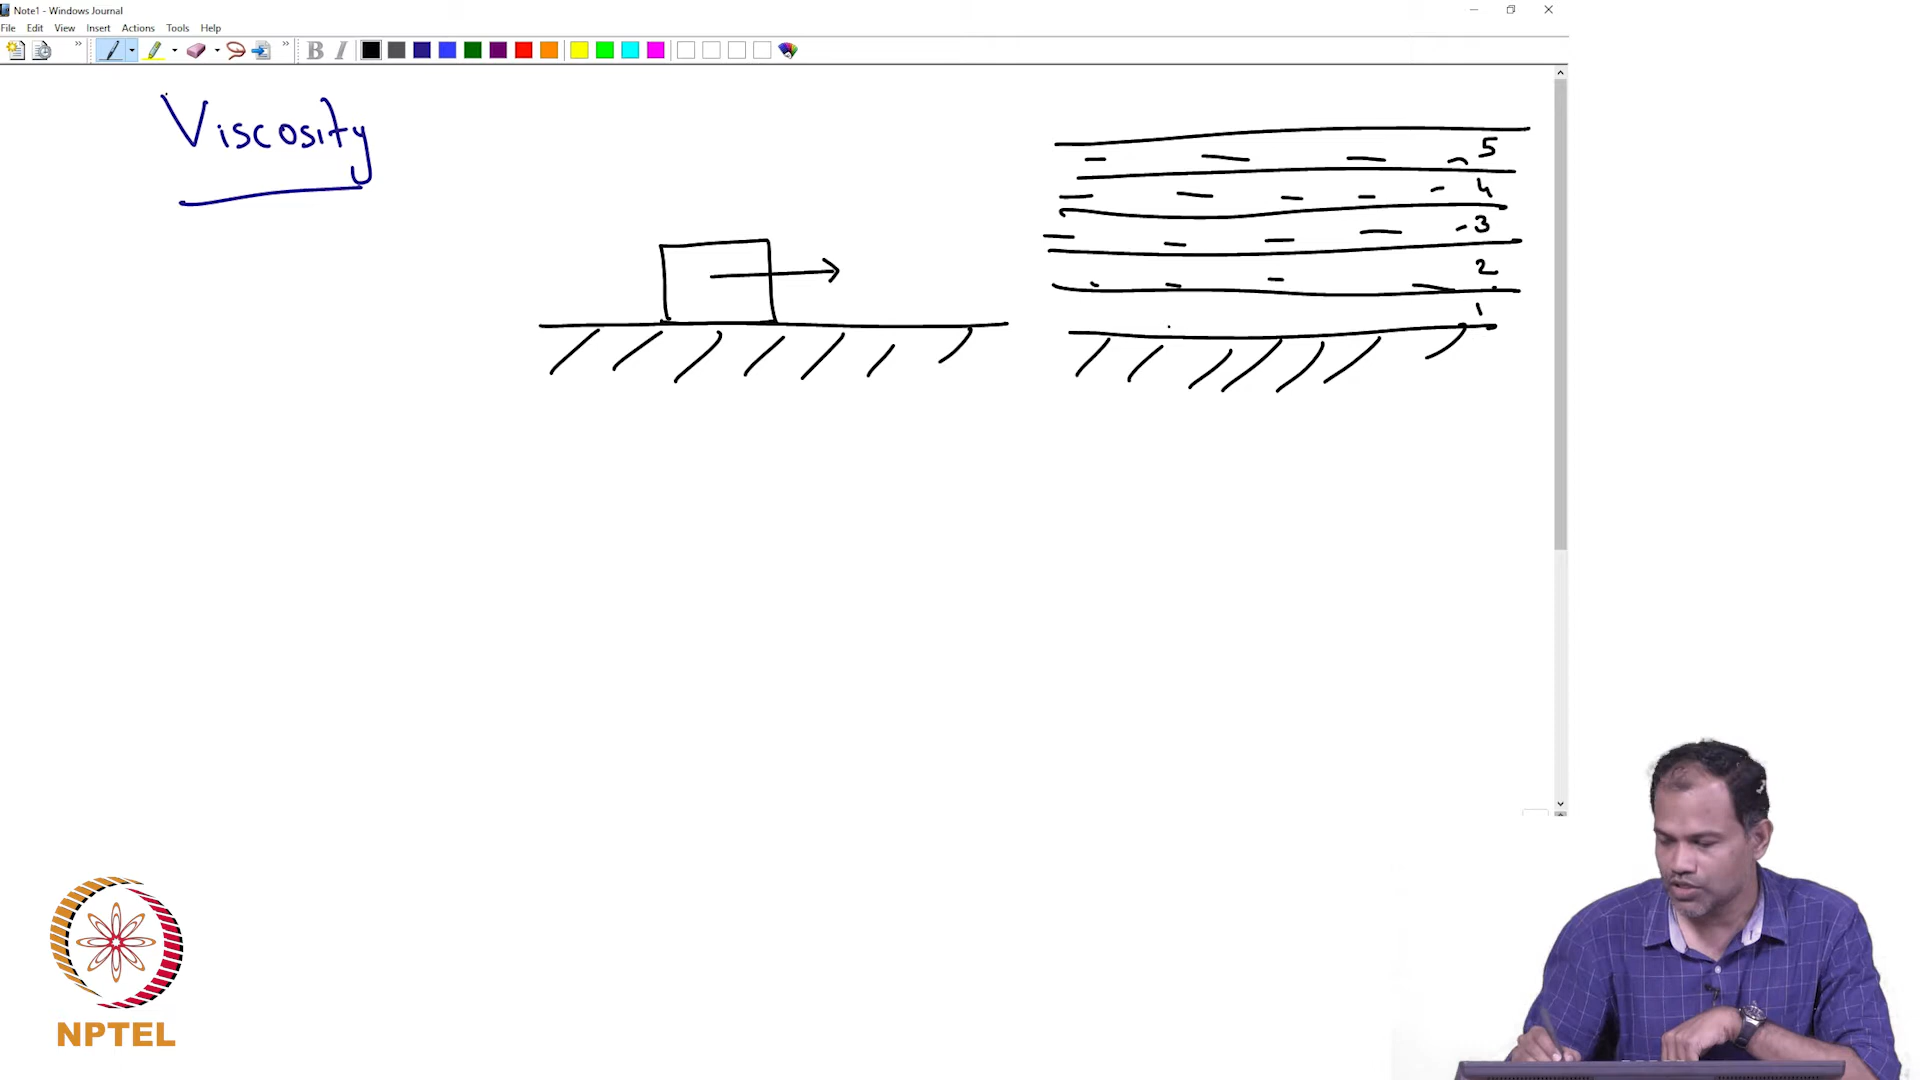 Note1 - Windows Journal
File Edit View Insert Actions Tools Help
B I
Viscosity
5
4
3
2
1
NPTEL